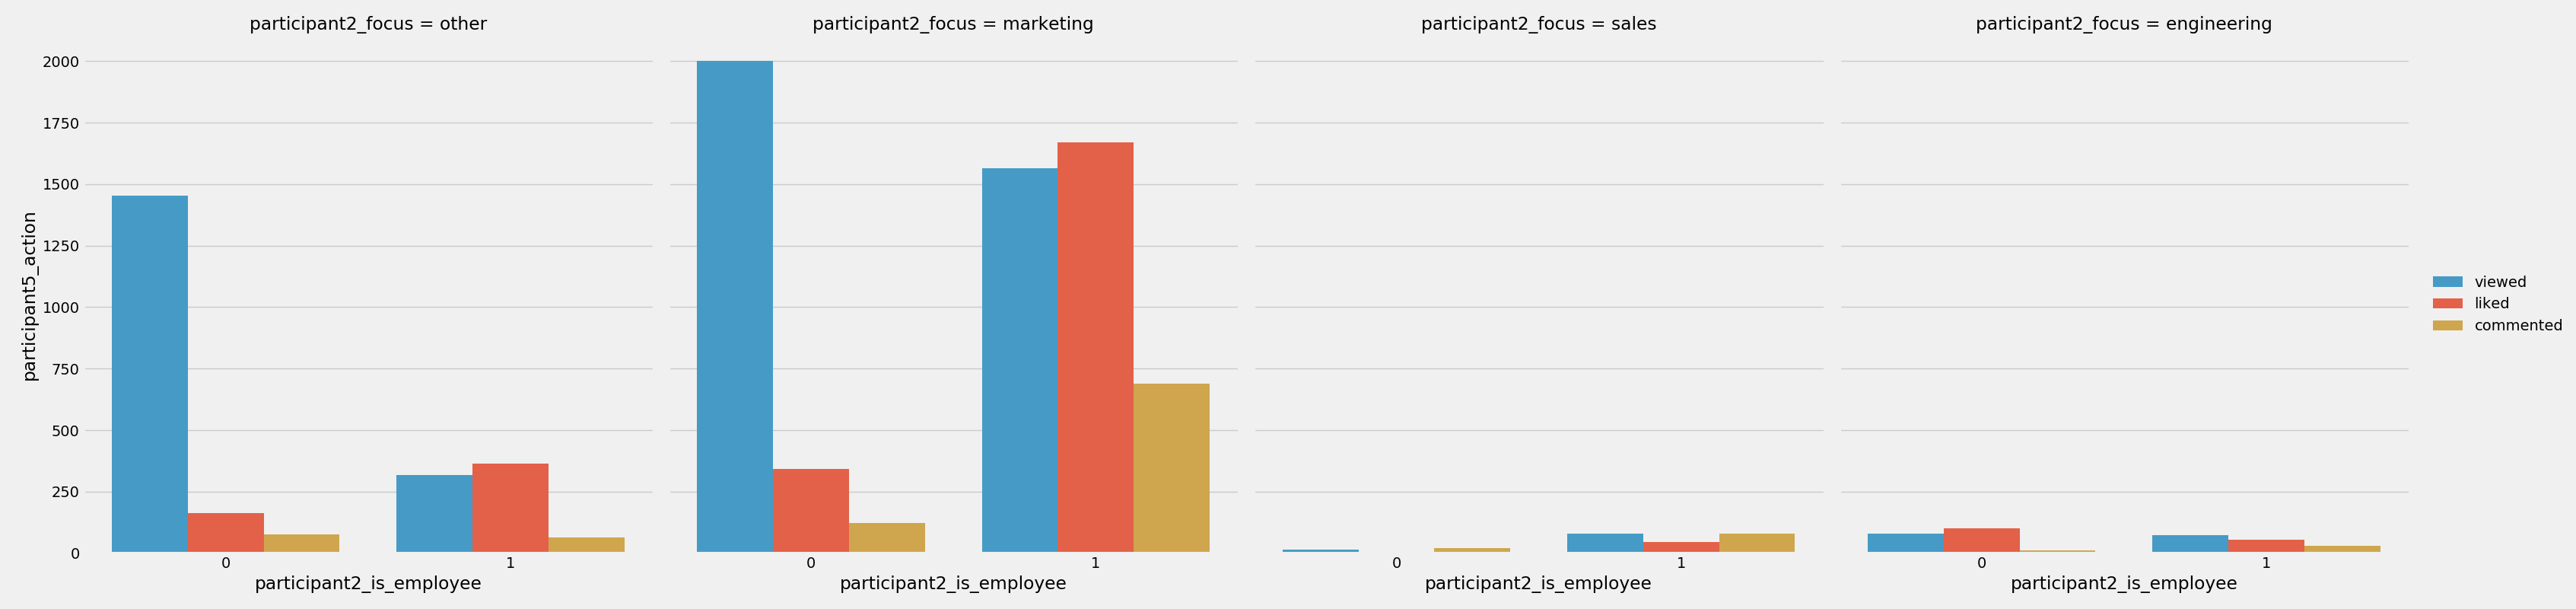 participant2_focus = other
participant2_focus = marketing
participant2_focus = sales
participant2_focus = engineering
participant5_action
2000
1750
1500
1250
1000
750
500
250
0
viewed
liked
commented
0 1
0 1
0 1
0 1
participant2_is_employee
participant2_is_employee
participant2_is_employee
participant2_is_employee